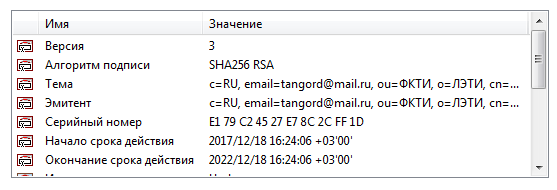 Имя Значение
Версия 3
Алгоритм подписи SHA256 RSA
Тема c=RU, email=tangord@mail.ru, ou=ФКТИ, o=ЛЭТИ, cn=...
Эмитент c=RU, email=tangord@mail.ru, ou=ФКТИ, o=ЛЭТИ, cn=...
Серийный номер E1 79 C2 45 27 E7 8C 2C FF 1D
Начало срока действия 2017/12/18 16:24:06 +03'00'
Окончание срока действия 2022/12/18 16:24:06 +03'00'